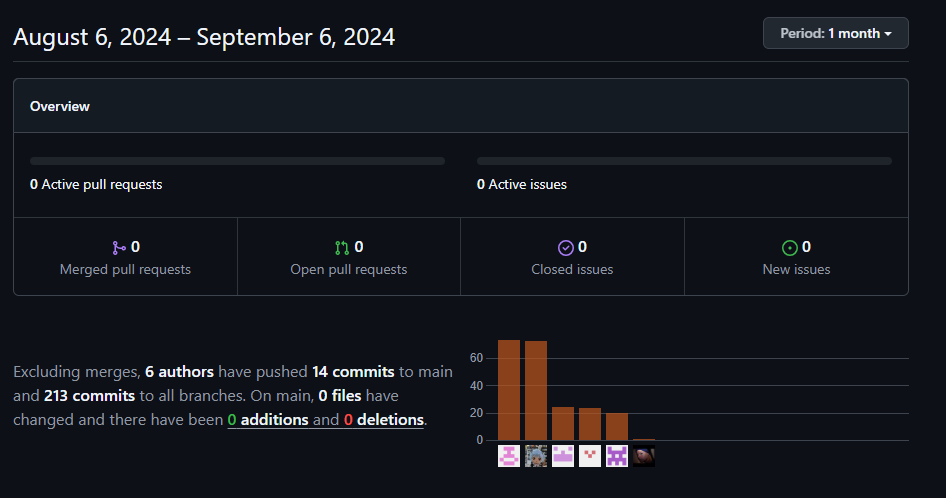 August 6, 2024 – September 6, 2024
Period: 1 month
Overview
0 Active pull requests
0 Active issues
0
Merged pull requests
0
Open pull requests
0
Closed issues
0
New issues
Excluding merges, 6 authors have pushed 14 commits to main
and 213 commits to all branches. On main, 0 files have
changed and there have been 0 additions and 0 deletions.
60
40
20
0